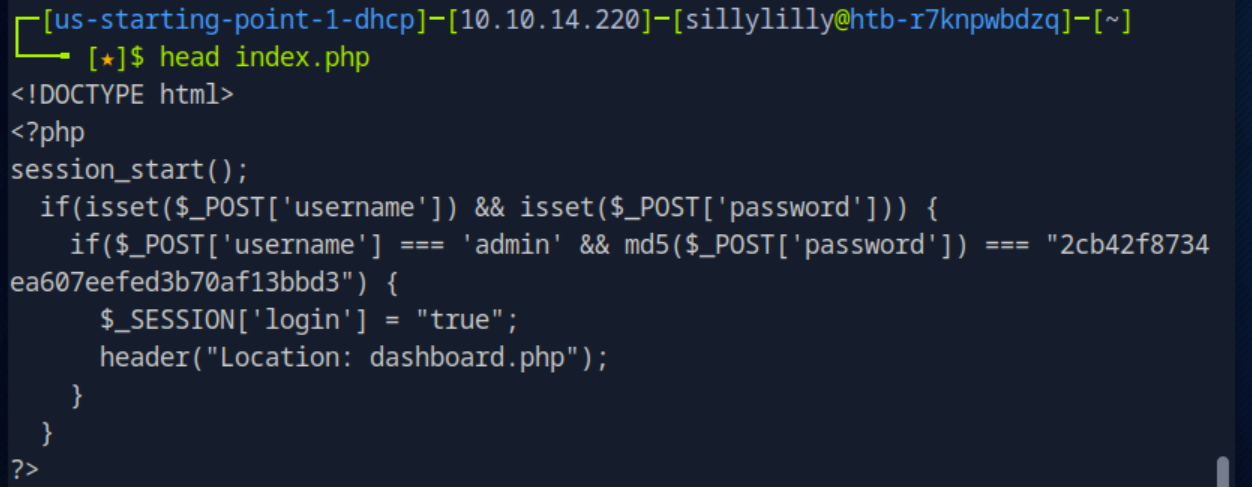 [us-starting-point-1-dhcp]─[10.10.14.220]─[sillylilly@htb-r7knpwbdzq]─[~]
[★]$ head index.php
<!DOCTYPE html>
<?php
session_start();
  if(isset($_POST['username']) && isset($_POST['password'])) {
    if($_POST['username'] === 'admin' && md5($_POST['password']) === "2cb42f8734
ea607eefed3b70af13bbd3") {
      $_SESSION['login'] = "true";
      header("Location: dashboard.php");
    }
  }
?>